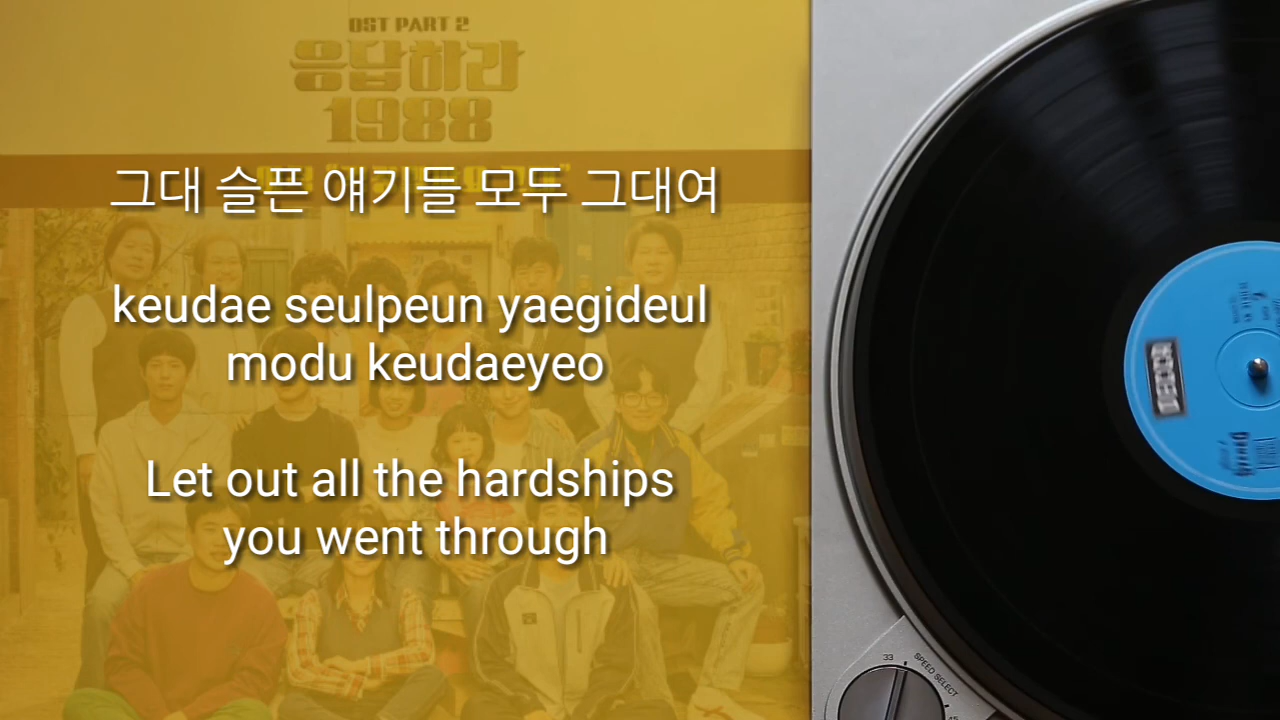 OST PART 2
응답하라
1988
그대 슬픈 얘기들 모두 그대여
keudae seulpeun yaegideul
modu keudaeyeo
Let out all the hardships
you went through
33
SPEED SELECT
45